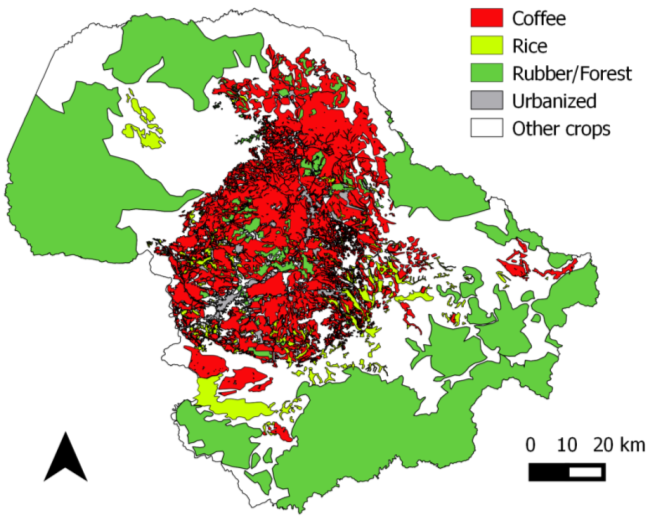 Coffee
Rice
Rubber/Forest
Urbanized
Other crops
0 10 20 km